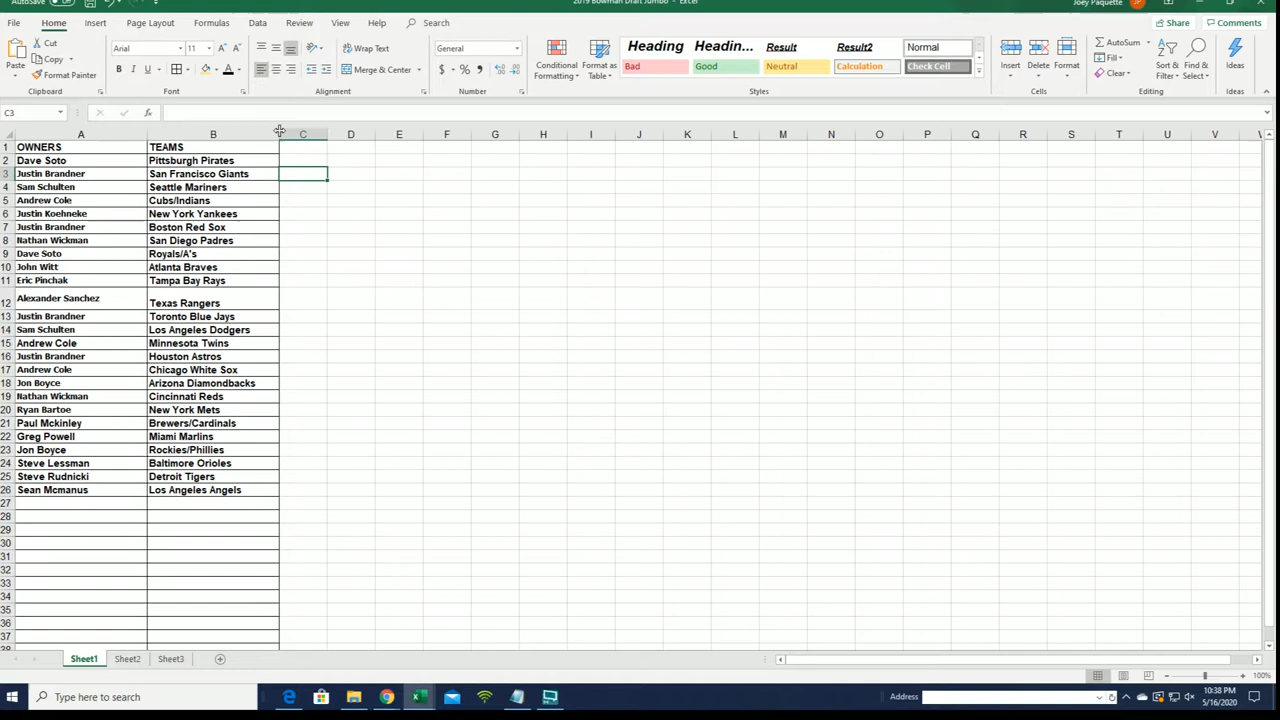 AutoSave
2019 Bowman Draft Jumbo - Excel
Joey Paquette JP
File Home Insert Page Layout Formulas Data Review View Help Search Share Comments
Paste Cut Copy Format Painter Clipboard
Arial 11 B I U A Font
Wrap Text Merge & Center Alignment
General $ % Number
Conditional Formatting Format as Table
Heading Headin... Result Result2 Normal
Bad Good Neutral Calculation Check Cell
Styles
Insert Delete Format Cells
AutoSum Fill Clear Sort & Filter Find & Select Editing
Ideas Ideas
C3 fx
A B C D E F G H I J K L M N O P Q R S T U V
1 OWNERS TEAMS
2 Dave Soto Pittsburgh Pirates
3 Justin Brandner San Francisco Giants
4 Sam Schulten Seattle Mariners
5 Andrew Cole Cubs/Indians
6 Justin Koehneke New York Yankees
7 Justin Brandner Boston Red Sox
8 Nathan Wickman San Diego Padres
9 Dave Soto Royals/A's
10 John Witt Atlanta Braves
11 Eric Pinchak Tampa Bay Rays
12 Alexander Sanchez Texas Rangers
13 Justin Brandner Toronto Blue Jays
14 Sam Schulten Los Angeles Dodgers
15 Andrew Cole Minnesota Twins
16 Justin Brandner Houston Astros
17 Andrew Cole Chicago White Sox
18 Jon Boyce Arizona Diamondbacks
19 Nathan Wickman Cincinnati Reds
20 Ryan Bartoe New York Mets
21 Paul Mckinley Brewers/Cardinals
22 Greg Powell Miami Marlins
23 Jon Boyce Rockies/Phillies
24 Steve Lessman Baltimore Orioles
25 Steve Rudnicki Detroit Tigers
26 Sean Mcmanus Los Angeles Angels
27
28
29
30
31
32
33
34
35
36
37
38
Sheet1 Sheet2 Sheet3
100%
Type here to search Address 10:38 PM
5/16/2020